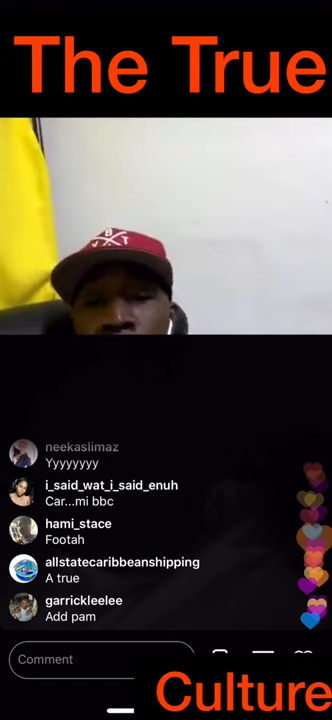 The True
neekaslimaz
Yyyyyyyy
i_said_wat_i_said_enuh
Car...mi bbc
hami_stace
Footah
allstatecaribbeanshipping
A true
garrickleelee
Add pam
Comment
Culture